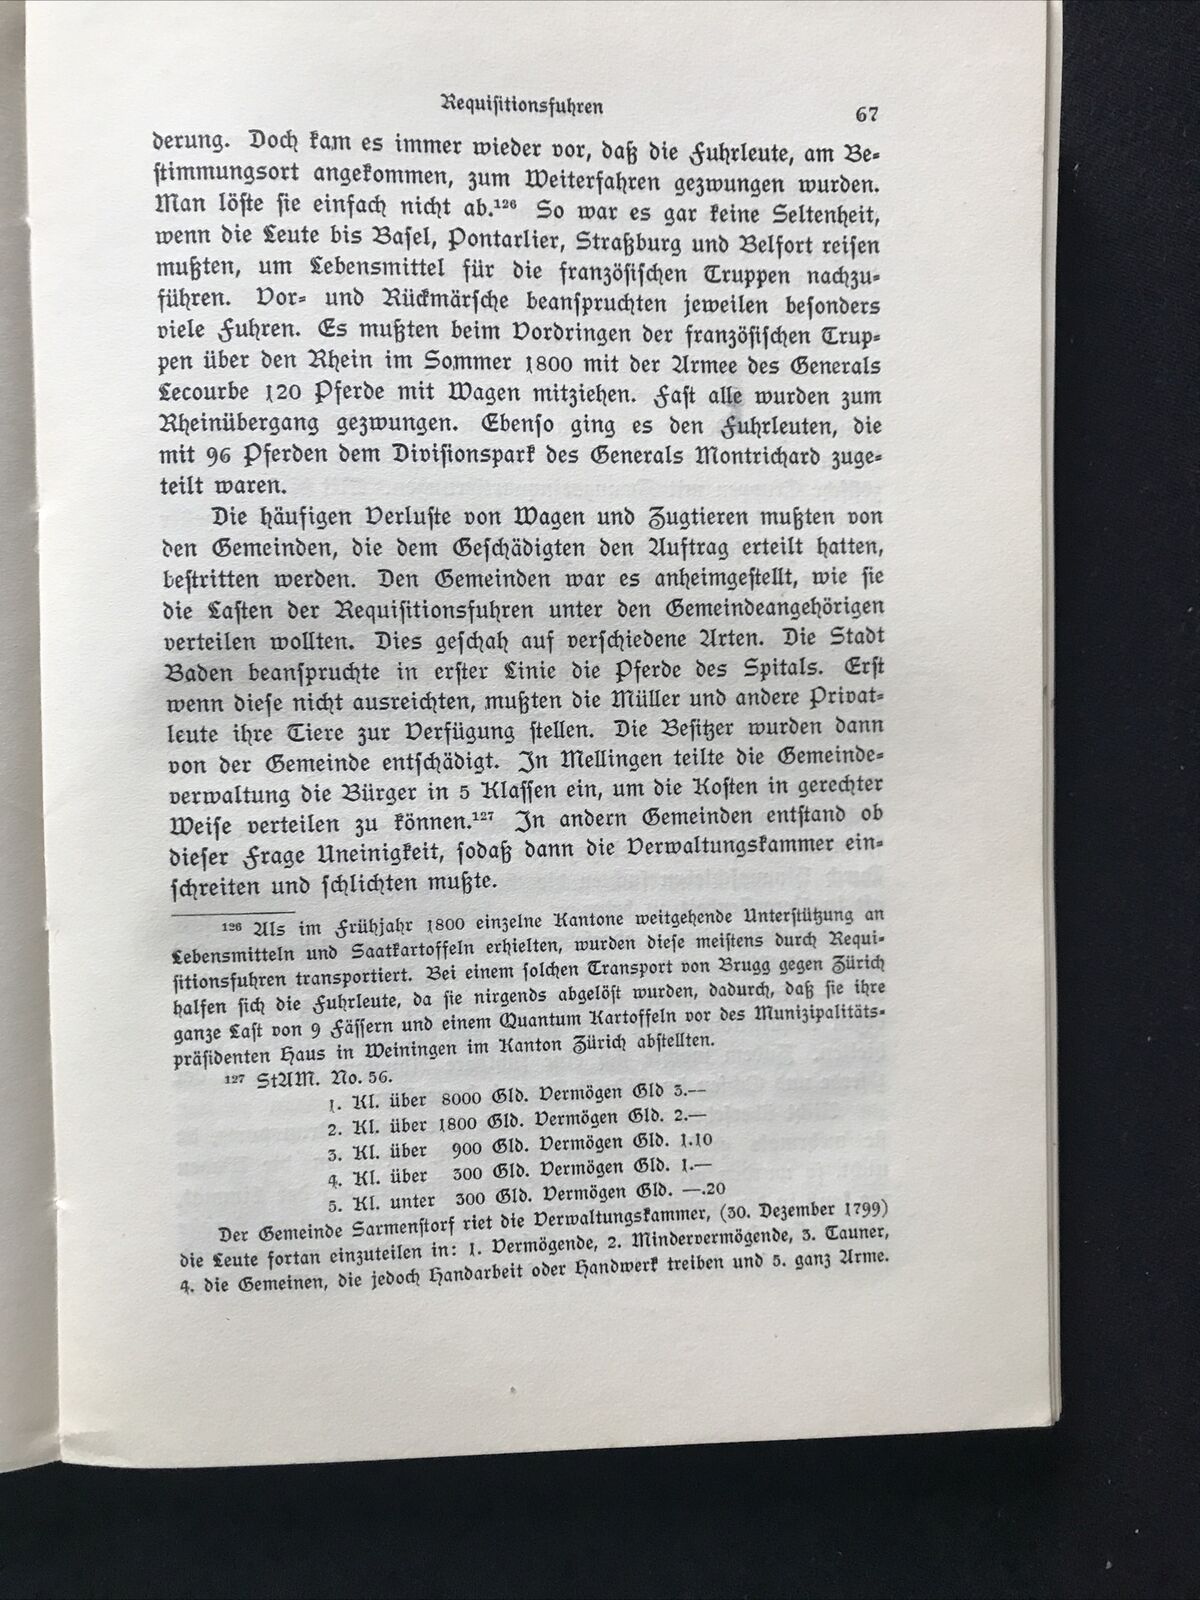 Requisitionsfuhren
67
derung. Doch kam es immer wieder vor, daß die Fuhrleute, am Be-
stimmungsort angekommen, zum Weiterfahren gezwungen wurden.
Man löste sie einfach nicht ab.¹²⁶ So war es gar keine Seltenheit,
wenn die Leute bis Basel, Pontarlier, Straßburg und Belfort reisen
mußten, um Lebensmittel für die französischen Truppen nachzu-
führen. Vor- und Rückmärsche beanspruchten jeweilen besonders
viele Fuhren. Es mußten beim Vordringen der französischen Trup-
pen über den Rhein im Sommer 1800 mit der Armee des Generals
Lecourbe 120 Pferde mit Wagen mitziehen. Fast alle wurden zum
Rheinübergang gezwungen. Ebenso ging es den Fuhrleuten, die
mit 96 Pferden dem Divisionspark des Generals Montrichard zuge-
teilt waren.
Die häufigen Verluste von Wagen und Zugtieren mußten von
den Gemeinden, die dem Geschädigten den Auftrag erteilt hatten,
bestritten werden. Den Gemeinden war es anheimgestellt, wie sie
die Lasten der Requisitionsfuhren unter den Gemeindeangehörigen
verteilen wollten. Dies geschah auf verschiedene Arten. Die Stadt
Baden beanspruchte in erster Linie die Pferde des Spitals. Erst
wenn diese nicht ausreichten, mußten die Müller und andere Privat-
leute ihre Tiere zur Verfügung stellen. Die Besitzer wurden dann
von der Gemeinde entschädigt. In Mellingen teilte die Gemeinde-
verwaltung die Bürger in 5 Klassen ein, um die Kosten in gerechter
Weise verteilen zu können.¹²⁷ In andern Gemeinden entstand ob
dieser Frage Uneinigkeit, sodaß dann die Verwaltungskammer ein-
schreiten und schlichten mußte.
¹²⁶ Als im Frühjahr 1800 einzelne Kantone weitgehende Unterstützung an
Lebensmitteln und Saatkartoffeln erhielten, wurden diese meistens durch Requi-
sitionsfuhren transportiert. Bei einem solchen Transport von Brugg gegen Zürich
halfen sich die Fuhrleute, da sie nirgends abgelöst wurden, dadurch, daß sie ihre
ganze Last von 9 Fässern und einem Quantum Kartoffeln vor des Munizipalitäts-
präsidenten Haus in Weiningen im Kanton Zürich abstellten.
¹²⁷ StAM. No. 56.
1. Kl. über 8000 Gld. Vermögen Gld 3.—
2. Kl. über 1800 Gld. Vermögen Gld. 2.—
3. Kl. über 900 Gld. Vermögen Gld. 1.10
4. Kl. über 300 Gld. Vermögen Gld. 1.—
5. Kl. unter 300 Gld. Vermögen Gld. —.20
Der Gemeinde Sarmenstorf riet die Verwaltungskammer, (30. Dezember 1799)
die Leute fortan einzuteilen in: 1. Vermögende, 2. Mindervermögende, 3. Tauner,
4. die Gemeinen, die jedoch Handarbeit oder Handwerk treiben und 5. ganz Arme.